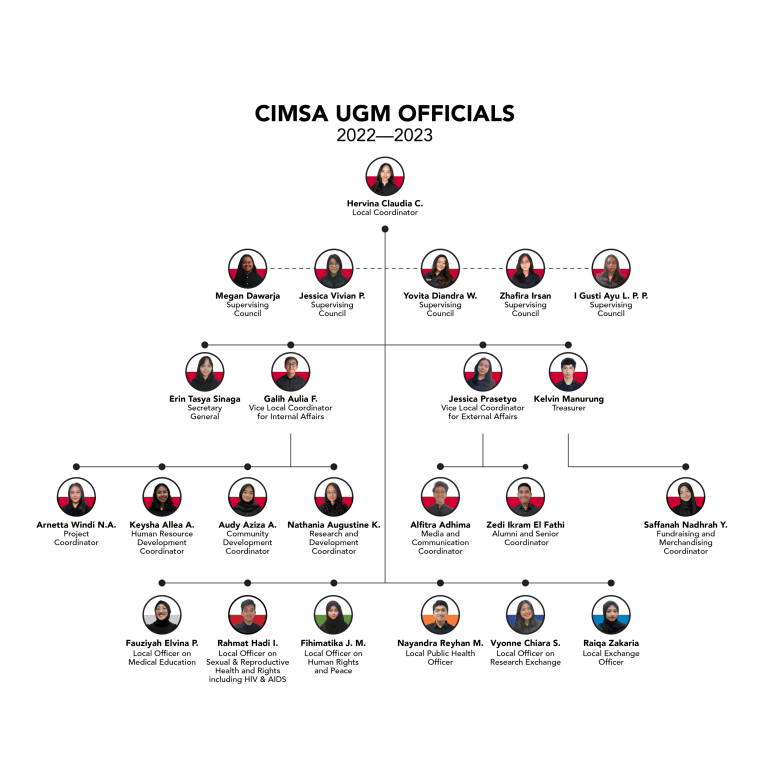 CIMSA UGM OFFICIALS
2022—2023
Hervina Claudia C.
Local Coordinator
Megan Dawarja
Supervising
Council
Jessica Vivian P.
Supervising
Council
Yovita Diandra W.
Supervising
Council
Zhafira Irsan
Supervising
Council
I Gusti Ayu L. P. P.
Supervising
Council
Erin Tasya Sinaga
Secretary
General
Galih Aulia F.
Vice Local Coordinator
for Internal Affairs
Jessica Prasetyo
Vice Local Coordinator
for External Affairs
Kelvin Manurung
Treasurer
Arnetta Windi N.A.
Project
Coordinator
Keysha Allea A.
Human Resource
Development
Coordinator
Audy Aziza A.
Community
Development
Coordinator
Nathania Augustine K.
Research and
Development
Coordinator
Alfitra Adhima
Media and
Communication
Coordinator
Zedi Ikram El Fathi
Alumni and Senior
Coordinator
Saffanah Nadhrah Y.
Fundraising and
Merchandising
Coordinator
Fauziyah Elvina P.
Local Officer on
Medical Education
Rahmat Hadi I.
Local Officer on
Sexual & Reproductive
Health and Rights
including HIV & AIDS
Fihimatika J. M.
Local Officer on
Human Rights
and Peace
Nayandra Reyhan M.
Local Public Health
Officer
Vyonne Chiara S.
Local Officer on
Research Exchange
Raiqa Zakaria
Local Exchange
Officer